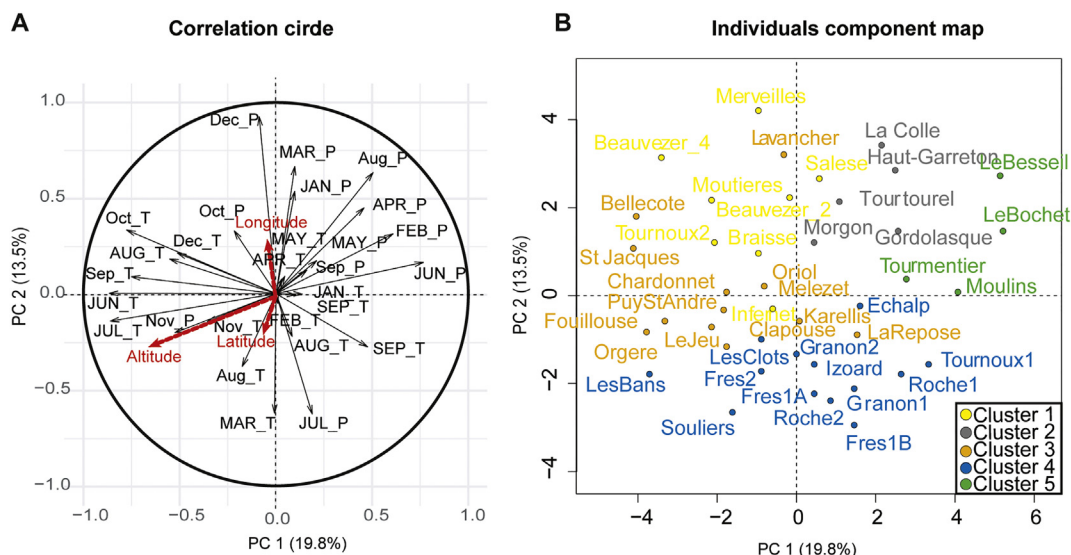 A
Correlation cirde
B
Individuals component map
PC 2 (13.5%)
1.0
0.5
0.0
−0.5
−1.0
−1.0
−0.5
0.0
0.5
1.0
PC 1 (19.8%)
Dec_P
MAR_P
Aug_P
JAN_P
APR_P
Oct_T
Oct_P
Longitude
FEB_P
Dec_T
MAY_T
MAY_P
AUG_T
APR_T
Sep_P
JUN_P
Sep_T
JAN_T
JUN_T
SEP_T
JUL_T
Nov_P
Nov_T
FEB_T
Altitude
Latitude
AUG_T
SEP_T
Aug_T
MAR_T
JUL_P
PC 2 (13.5%)
4
2
0
−2
−4
−4
−2
0
2
4
6
PC 1 (19.8%)
Merveilles
Beauvezer_4
Lavancher
La Colle
Haut-Garreton
LeBessell
Salese
Moutieres
Bellecote
Beauvezer_2
Tourtourel
LeBochet
Tournoux2
Braisse
Morgon
Gordolasque
St Jacques
Tourmentier
Chardonnet
Oriol
Melezet
Moulins
PuyStAndre
Infernet
Karellis
Echalp
Fouillouse
Clapouse
LaRepose
Orgere
LeJeu
LesClots
Granon2
Tournoux1
LesBans
Fres2
Izoard
Roche1
Fres1A
Granon1
Souliers
Roche2
Fres1B
Cluster 1
Cluster 2
Cluster 3
Cluster 4
Cluster 5